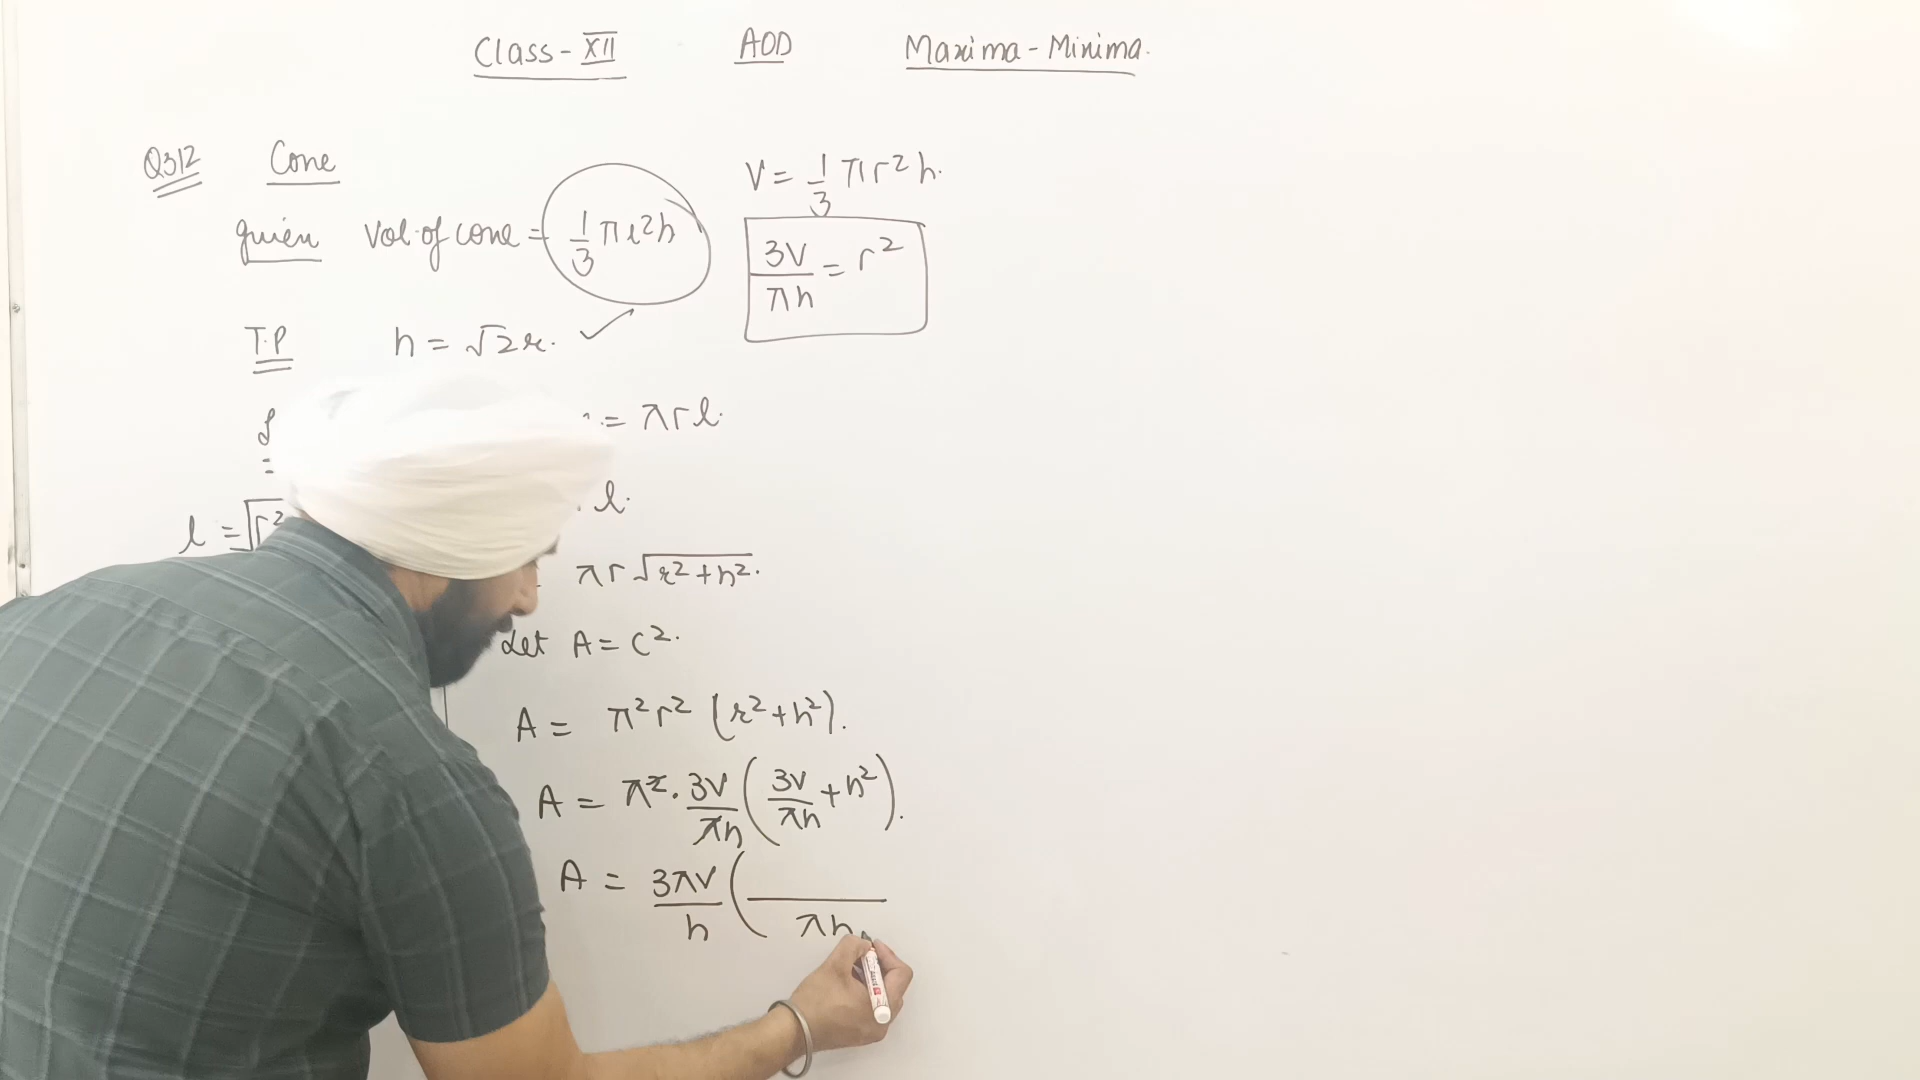 Class-XII AOD Maxima-Minima.
Q312 Cone
given Vol. of cone = 1/3 πr²h
V = 1/3 πr²h.
3V/πh = r²
T.P h = √2r. ✓
= πrl.
l.
l = √r²
πr√r²+h².
Let A = C².
A = π²r² (r²+h²).
A = π². 3V/πh (3V/πh + h²).
A = 3πV/h ( /πh